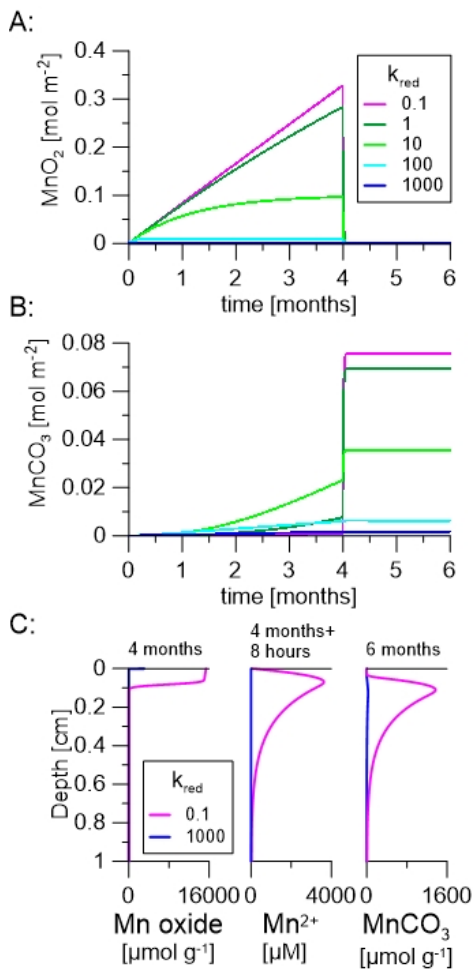 A:
MnO₂ [mol m⁻²]
0.4
0.3
0.2
0.1
0
k_red
0.1
1
10
100
1000
0 1 2 3 4 5 6
time [months]
B:
MnCO₃ [mol m⁻²]
0.08
0.06
0.04
0.02
0
0 1 2 3 4 5 6
time [months]
C:
4 months
4 months+
8 hours
6 months
Depth [cm]
0
0.2
0.4
0.6
0.8
1
k_red
0.1
1000
0 16000 0 4000 0 1600
Mn oxide Mn²⁺ MnCO₃
[µmol g⁻¹] [µM] [µmol g⁻¹]